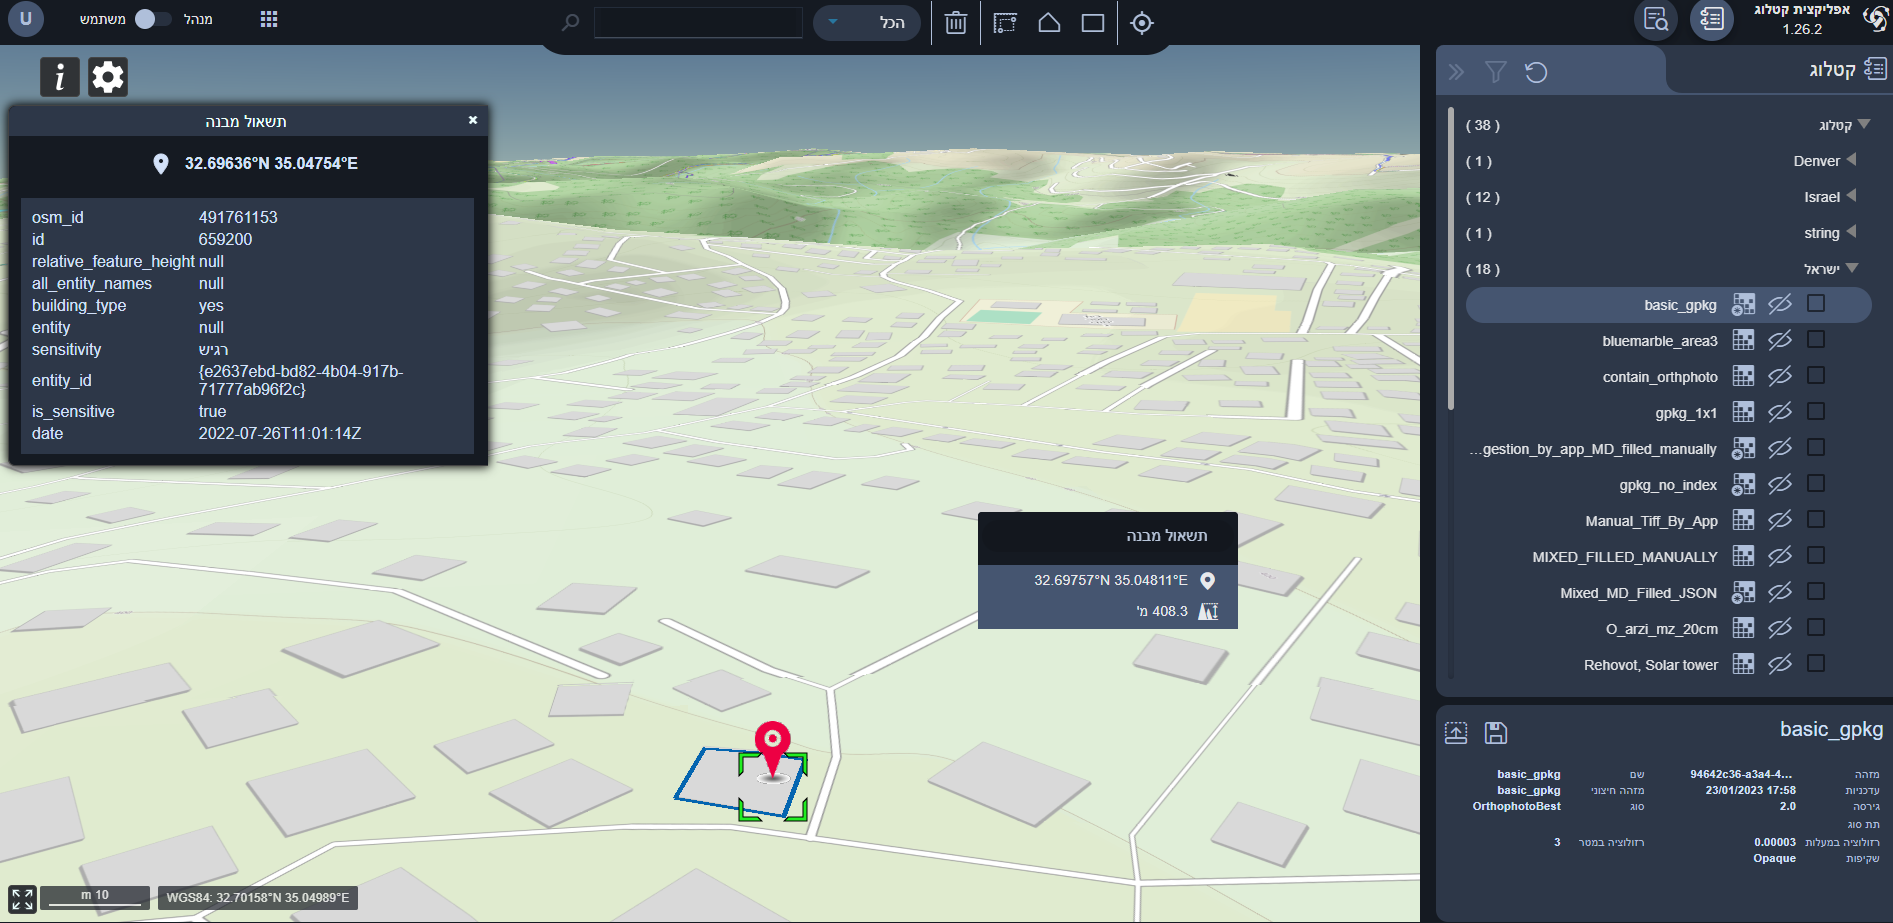 U
משתמש
מנהל
הכל
אפליקצית קטלוג
1.26.2
תשאול מבנה
32.69636°N 35.04754°E
osm_id 491761153
id 659200
relative_feature_height null
all_entity_names null
building_type yes
entity null
sensitivity רגיש
entity_id {e2637ebd-bd82-4b04-917b-
71777ab96f2c}
is_sensitive true
date 2022-07-26T11:01:14Z
תשאול מבנה
32.69757°N 35.04811°E
408.3 מ'
10 m
WGS84: 32.70158°N 35.04989°E
קטלוג
קטלוג ( 38 )
Denver ( 1 )
Israel ( 12 )
string ( 1 )
ישראל ( 18 )
basic_gpkg
bluemarble_area3
contain_orthphoto
gpkg_1x1
...gestion_by_app_MD_filled_manually
gpkg_no_index
Manual_Tiff_By_App
MIXED_FILLED_MANUALLY
Mixed_MD_Filled_JSON
O_arzi_mz_20cm
Rehovot, Solar tower
basic_gpkg
מזהה 94642c36-a3a4-4... שם basic_gpkg
עדכניות 23/01/2023 17:58 מזהה חיצוני basic_gpkg
גירסה 2.0 סוג OrthophotoBest
תת סוג
רזולוציה במעלות 0.00003 רזולוציה במטר 3
שקיפות Opaque